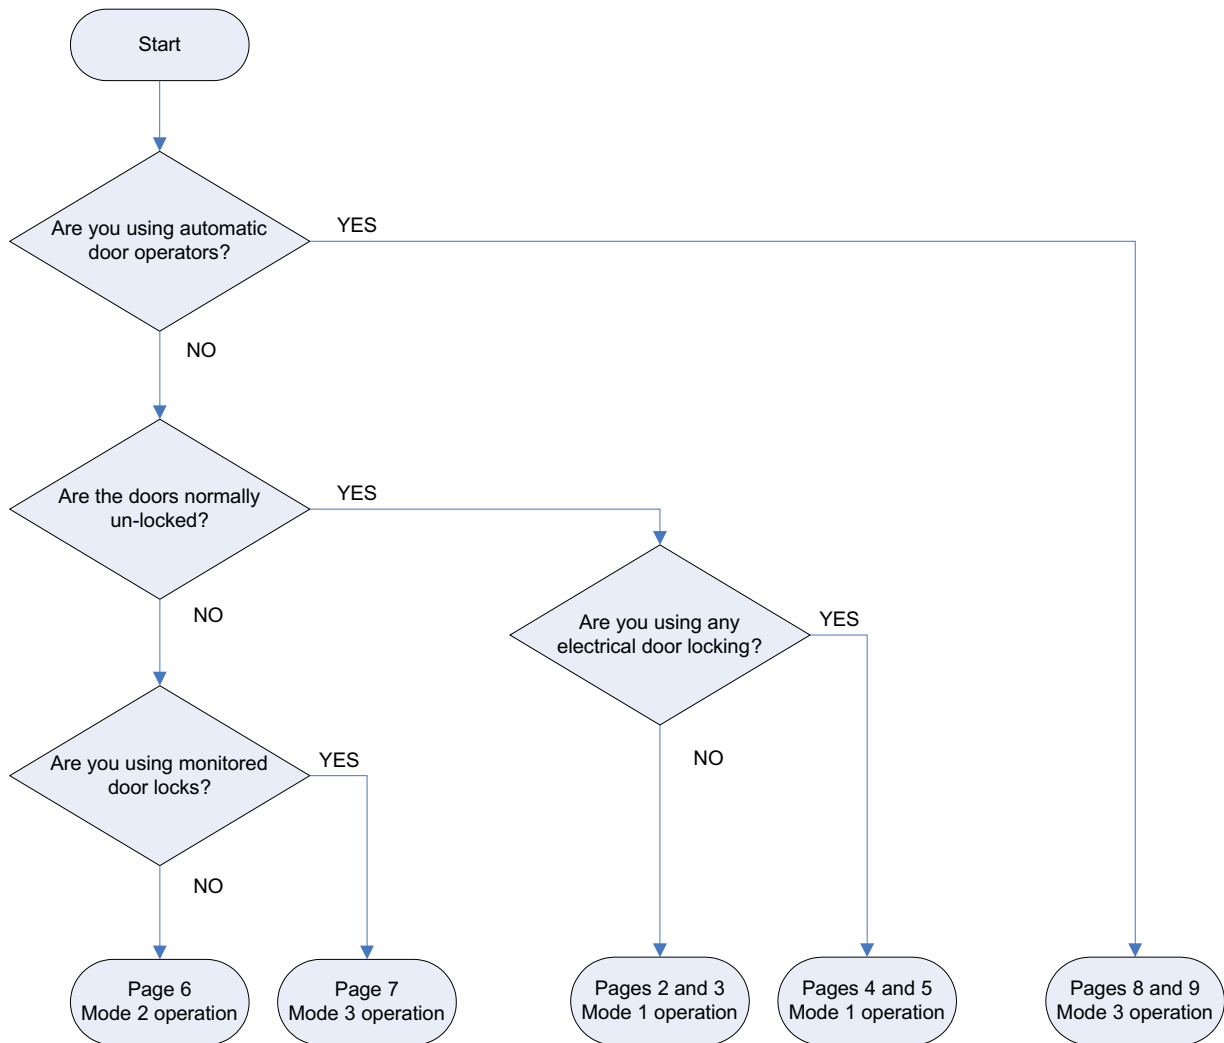 Start
Are you using automatic
door operators?
YES
NO
Are the doors normally
un-locked?
YES
NO
Are you using any
electrical door locking?
YES
NO
Are you using monitored
door locks?
YES
NO
Page 6
Mode 2 operation
Page 7
Mode 3 operation
Pages 2 and 3
Mode 1 operation
Pages 4 and 5
Mode 1 operation
Pages 8 and 9
Mode 3 operation